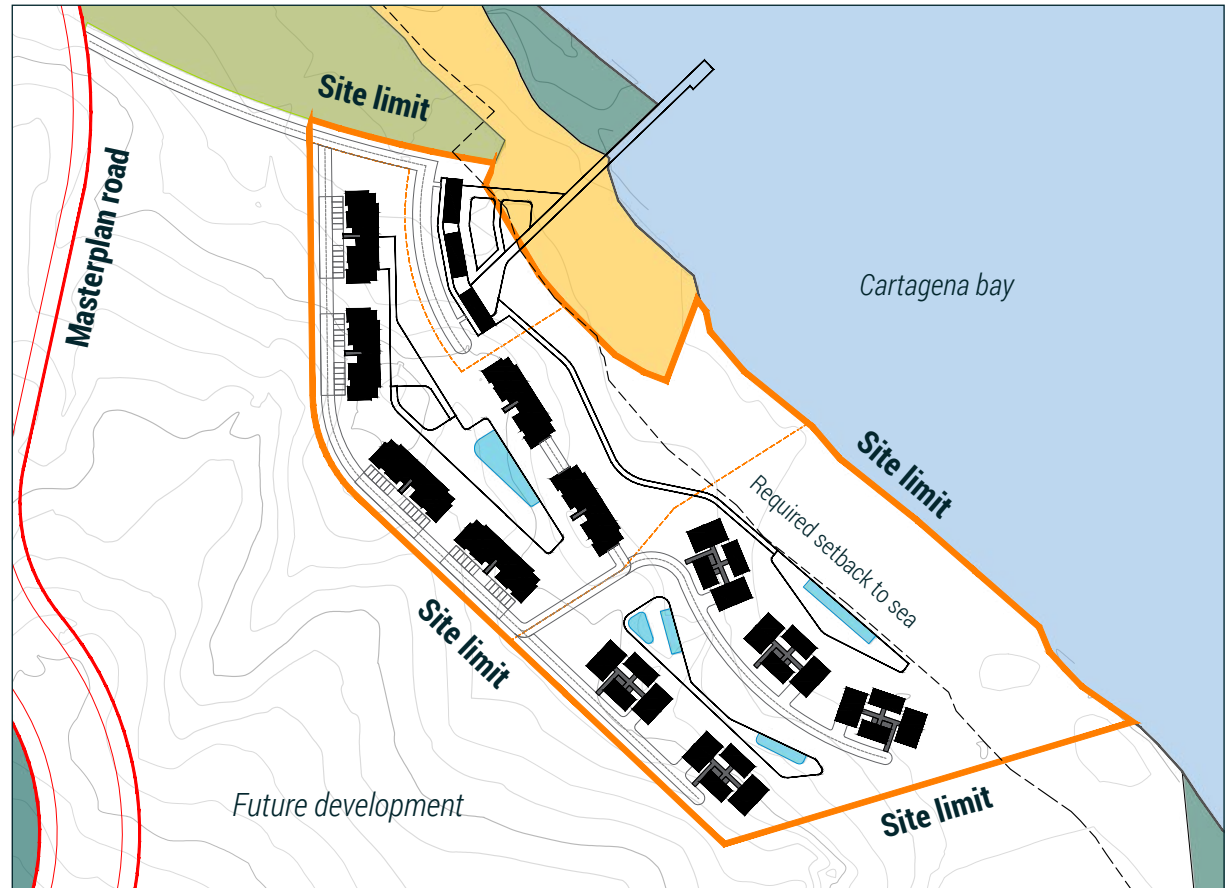 Site limit
Masterplan road
Cartagena bay
Site limit
Required setback to sea
Site limit
Future development
Site limit